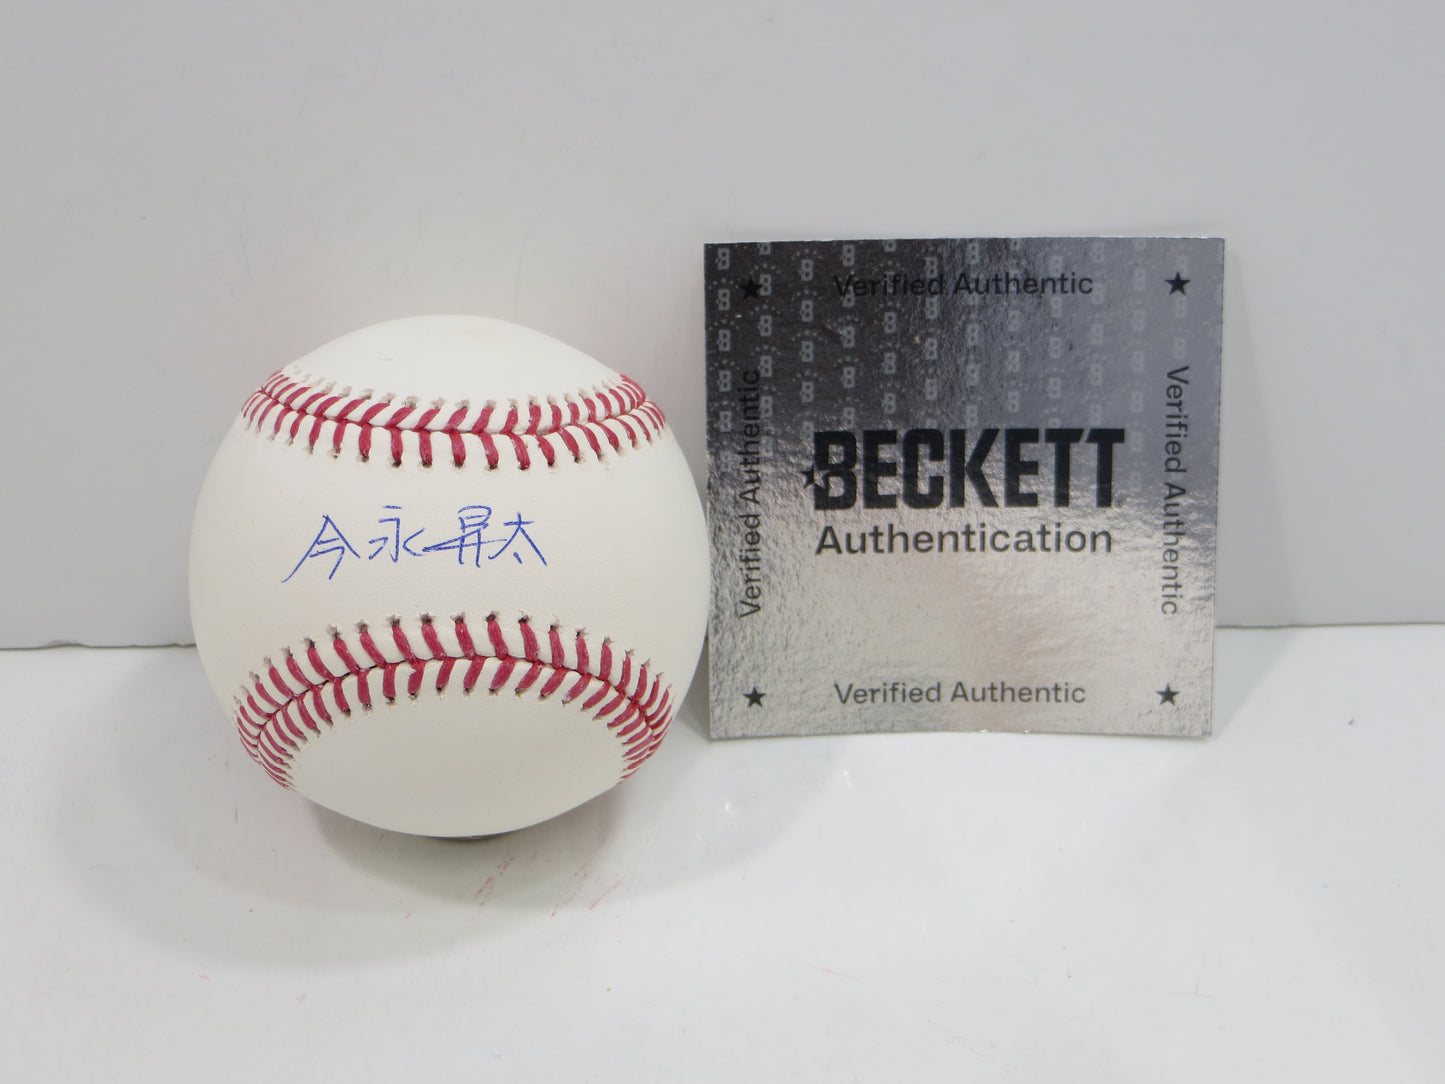 今永昇太
Verified Authentic
Verified Authentic
BECKETT
Authentication
Verified Authentic
Verified Authentic